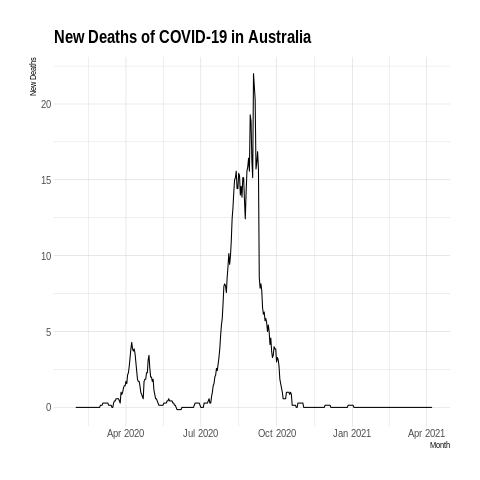 New Deaths of COVID-19 in Australia
New Deaths
20
15
10
5
0
Apr 2020 Jul 2020 Oct 2020 Jan 2021 Apr 2021
Month